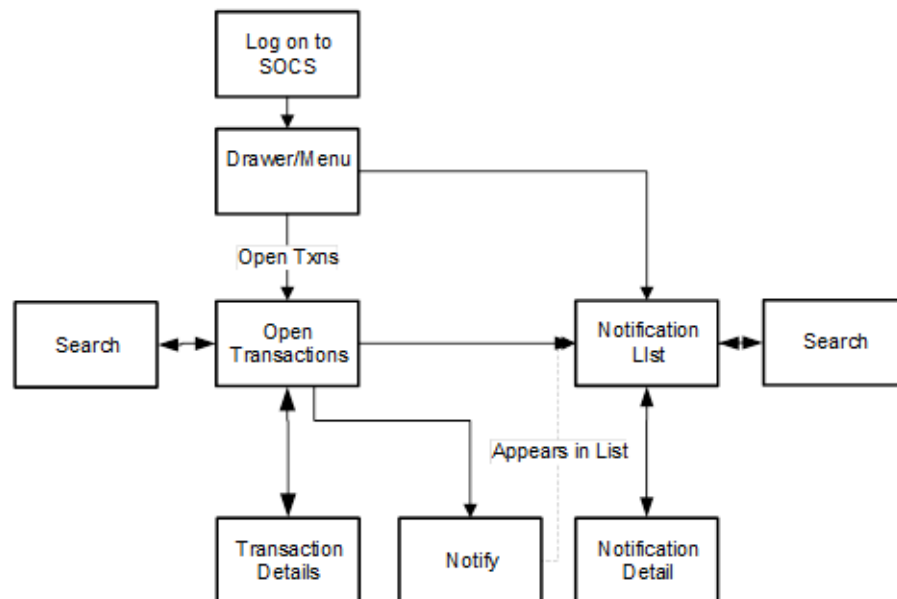 Log on to
SOCS
Drawer/Menu
Open Txns
Search
Open
Transactions
Notification
LIst
Search
Appears in List
Transaction
Details
Notify
Notification
Detail